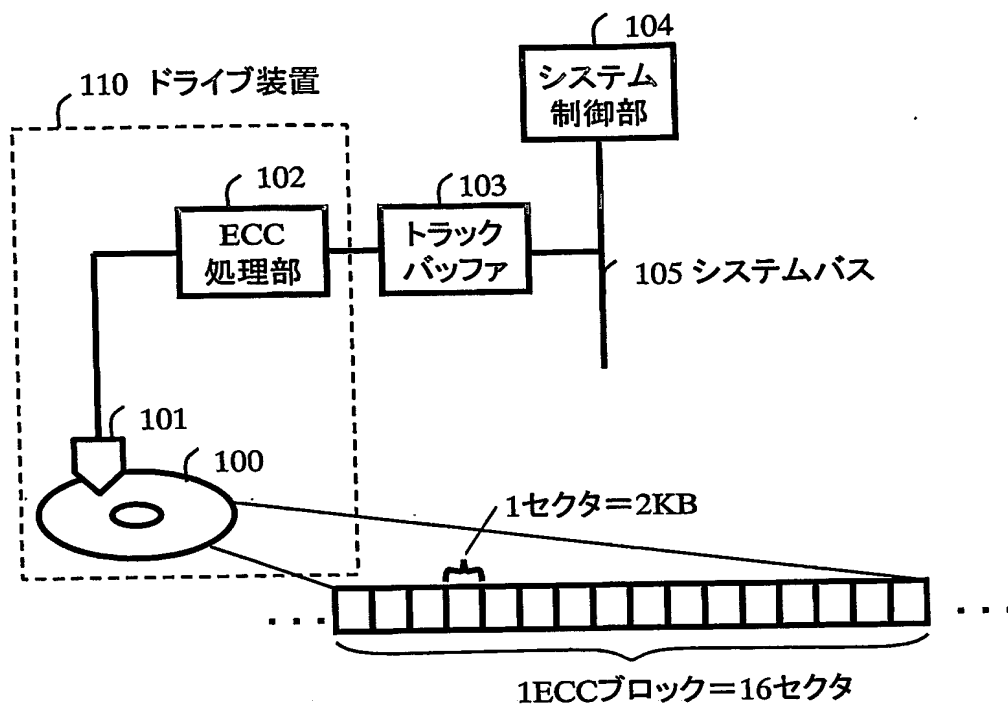 104
システム
制御部
110 ドライブ装置
102
ECC
処理部
103
トラック
バッファ
105 システムバス
101
100
1セクタ=2KB
1ECCブロック=16セクタ